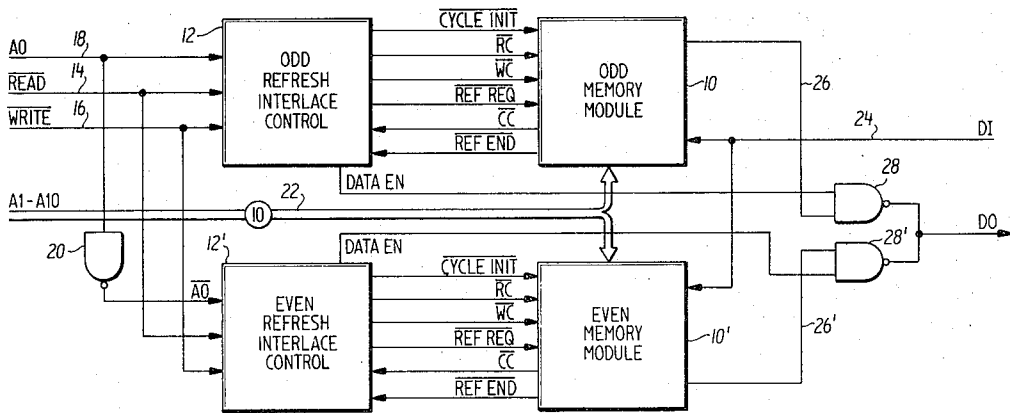 A0
18
READ
14
WRITE
16
12
ODD
REFRESH
INTERLACE
CONTROL
CYCLE INIT
RC
WC
REF REQ
CC
REF END
ODD
MEMORY
MODULE
10
26
24
DI
DATA EN
28
A1-A10
10
22
20
A0
12'
DATA EN
EVEN
REFRESH
INTERLACE
CONTROL
CYCLE INIT
RC
WC
REF REQ
CC
REF END
EVEN
MEMORY
MODULE
10'
28'
DO
26'